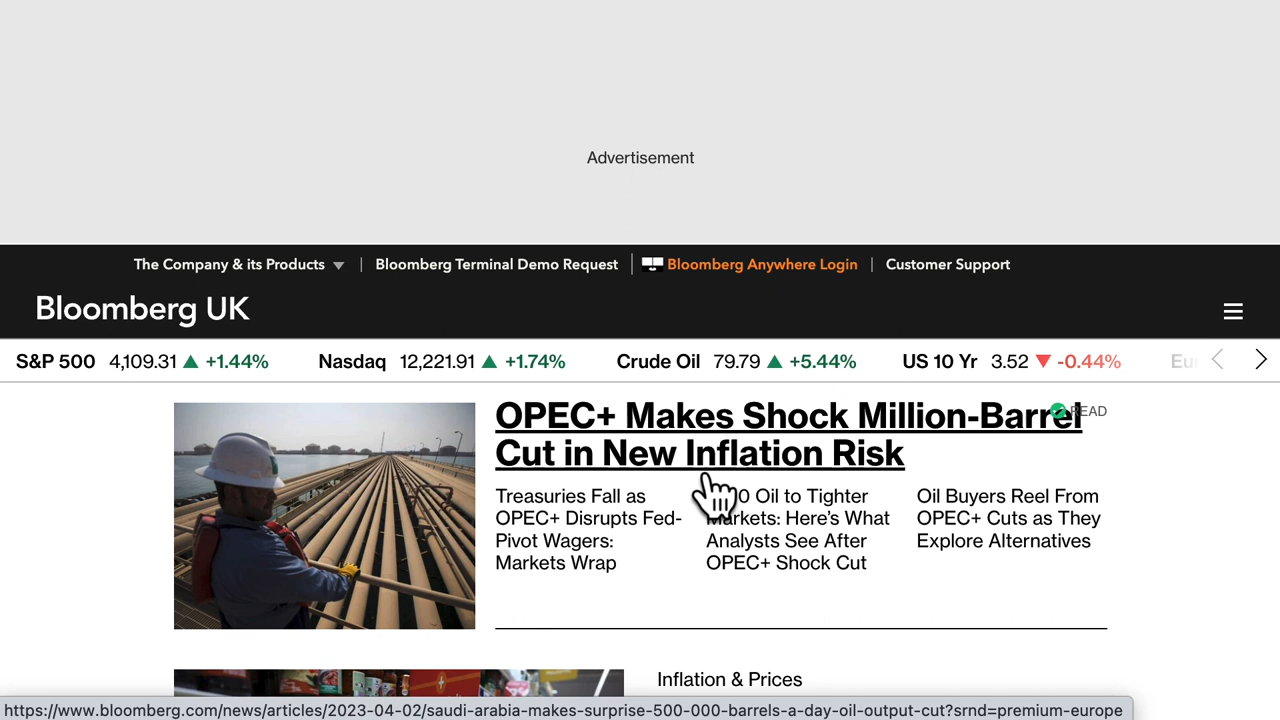 Advertisement
The Company & its Products
Bloomberg Terminal Demo Request
Bloomberg Anywhere Login
Customer Support
Bloomberg UK
S&P 500 4,109.31 +1.44% Nasdaq 12,221.91 +1.74% Crude Oil 79.79 +5.44% US 10 Yr 3.52 -0.44%
OPEC+ Makes Shock Million-Barrel
READ
Cut in New Inflation Risk
Treasuries Fall as
OPEC+ Disrupts Fed-
Pivot Wagers:
Markets Wrap
Oil to Tighter
Markets: Here's What
Analysts See After
OPEC+ Shock Cut
Oil Buyers Reel From
OPEC+ Cuts as They
Explore Alternatives
Inflation & Prices
https://www.bloomberg.com/news/articles/2023-04-02/saudi-arabia-makes-surprise-500-000-barrels-a-day-oil-output-cut?srnd=premium-europe